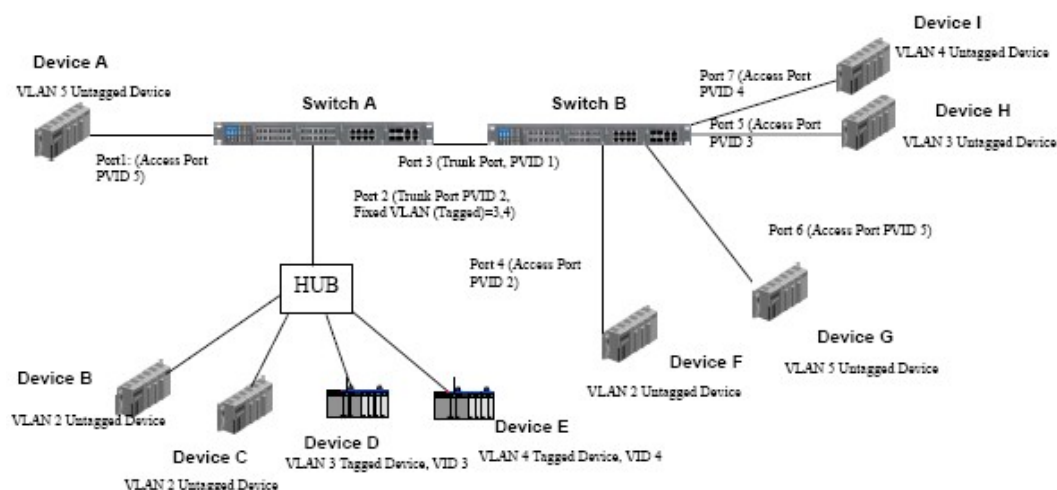 Device A
VLAN 5 Untagged Device
Port1: (Access Port
PVID 5)
Switch A
Switch B
Port 3 (Trunk Port, PVID 1)
Port 2 (Trunk Port PVID 2,
Fixed VLAN (Tagged)=3,4)
Port 7 (Access Port
PVID 4
Device I
VLAN 4 Untagged Device
Port 5 (Access Port
PVID 3
Device H
VLAN 3 Untagged Device
Port 6 (Access Port PVID 5)
Port 4 (Access Port
PVID 2)
HUB
Device G
VLAN 5 Untagged Device
Device F
VLAN 2 Untagged Device
Device B
VLAN 2 Untagged Device
Device C
VLAN 2 Untagged Device
Device D
VLAN 3 Tagged Device, VID 3
Device E
VLAN 4 Tagged Device, VID 4